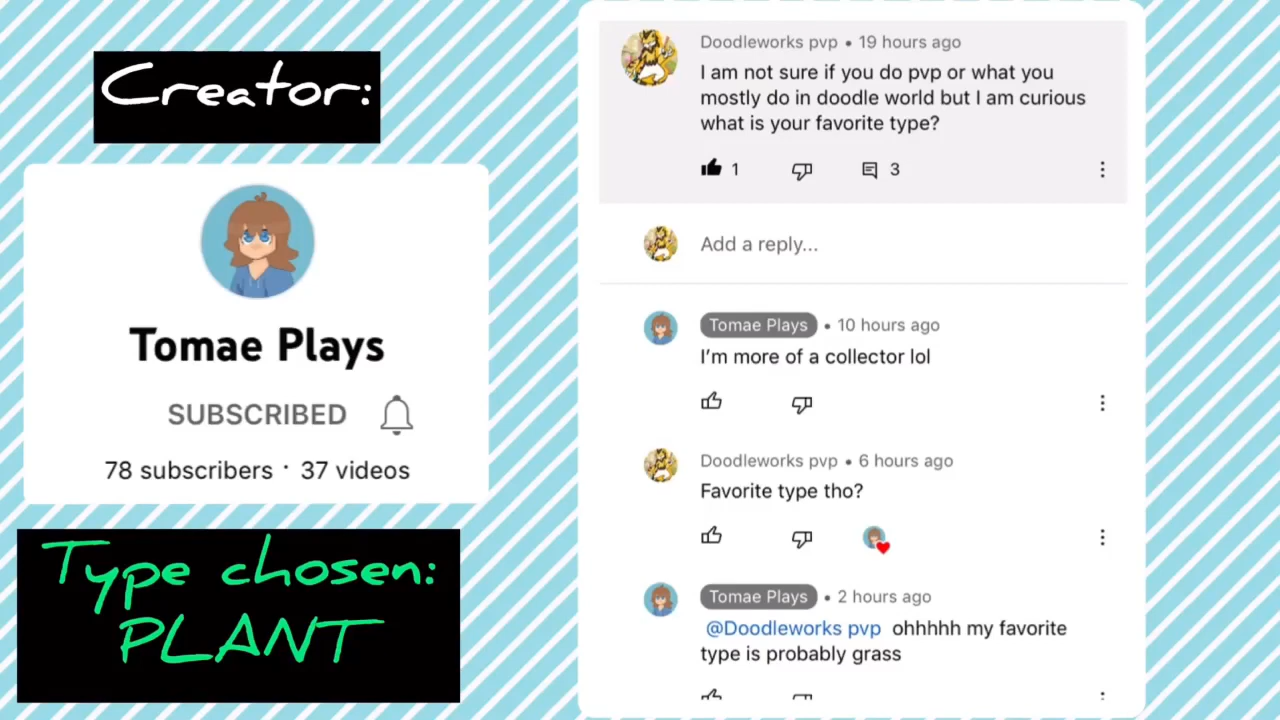 Creator:
Tomae Plays
SUBSCRIBED
78 subscribers · 37 videos
Type chosen:
PLANT
Doodleworks pvp • 19 hours ago
I am not sure if you do pvp or what you
mostly do in doodle world but I am curious
what is your favorite type?
1 3
Add a reply...
Tomae Plays • 10 hours ago
I'm more of a collector lol
Doodleworks pvp • 6 hours ago
Favorite type tho?
Tomae Plays • 2 hours ago
@Doodleworks pvp ohhhhh my favorite
type is probably grass